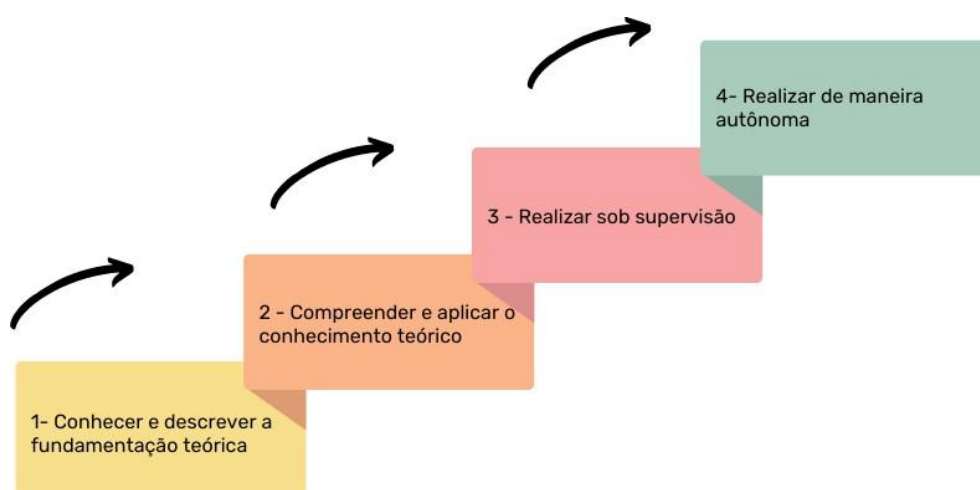 1- Conhecer e descrever a
fundamentação teórica
2 - Compreender e aplicar o
conhecimento teórico
3 - Realizar sob supervisão
4- Realizar de maneira
autônoma